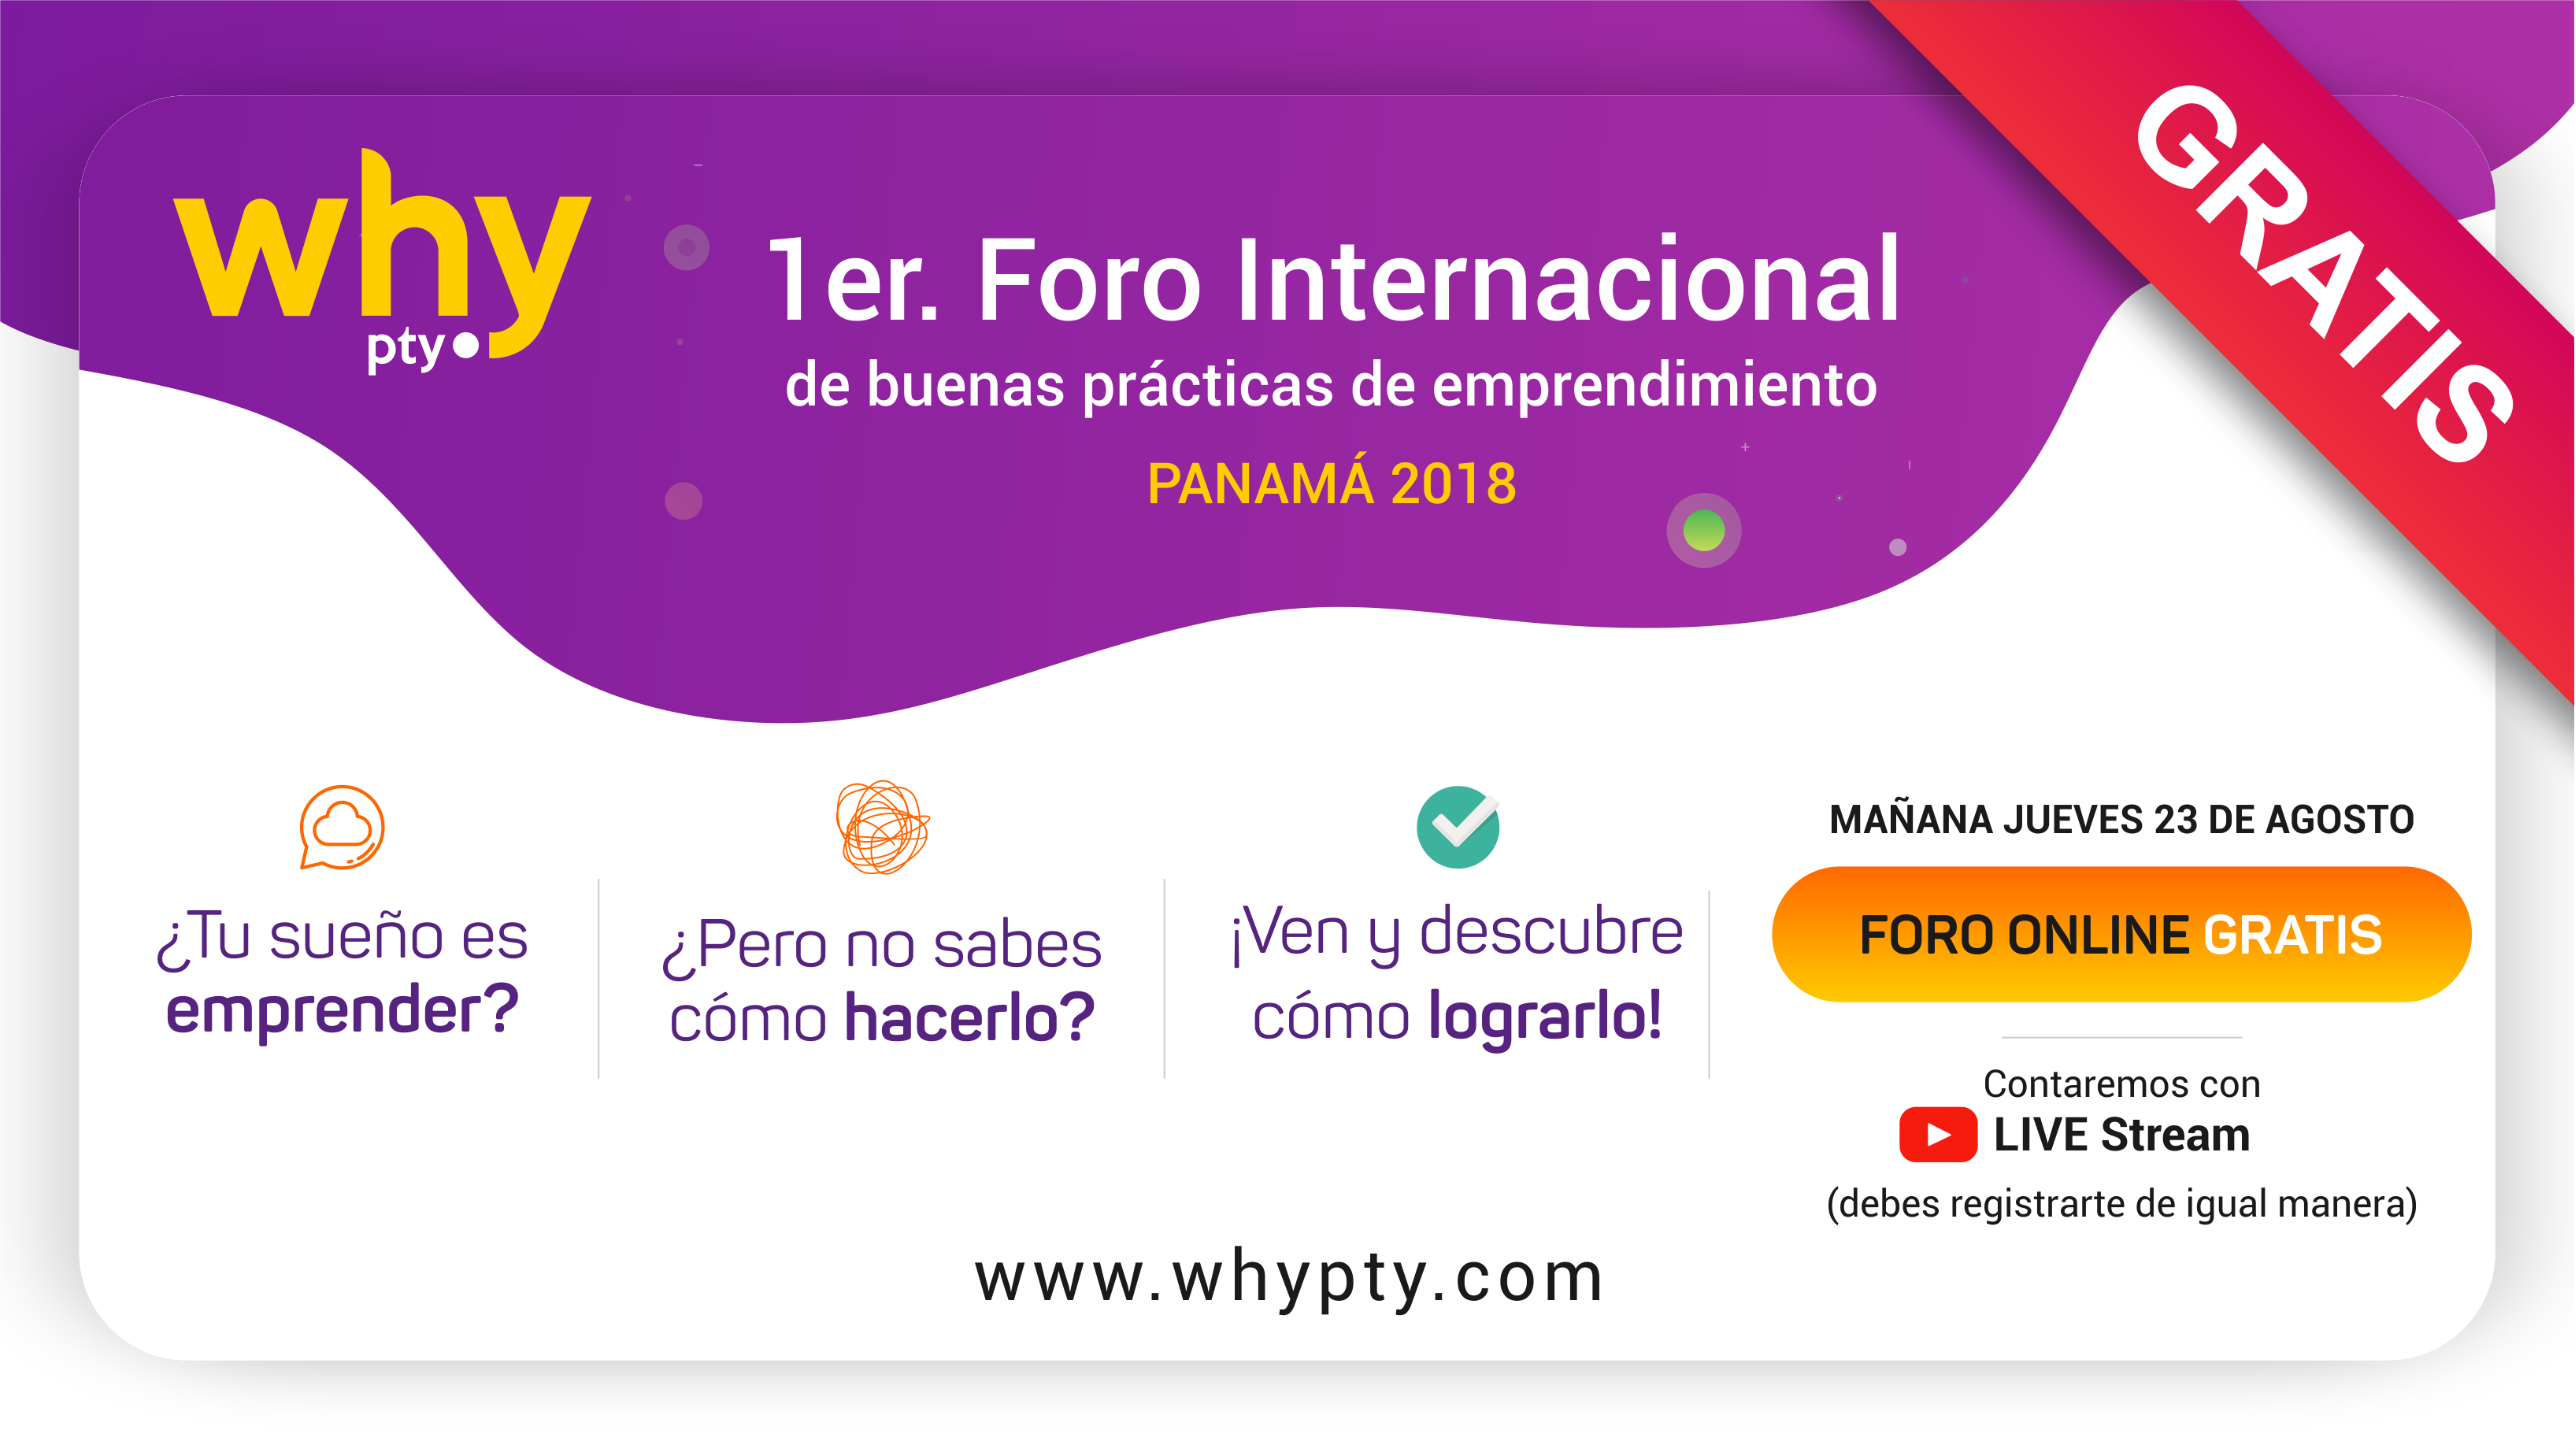 why
pty
1er. Foro Internacional
de buenas prácticas de emprendimiento
PANAMÁ 2018
GRATIS
¿Tu sueño es
emprender?
¿Pero no sabes
cómo hacerlo?
¡Ven y descubre
cómo lograrlo!
MAÑANA JUEVES 23 DE AGOSTO
FORO ONLINE GRATIS
Contaremos con
LIVE Stream
(debes registrarte de igual manera)
www.whypty.com